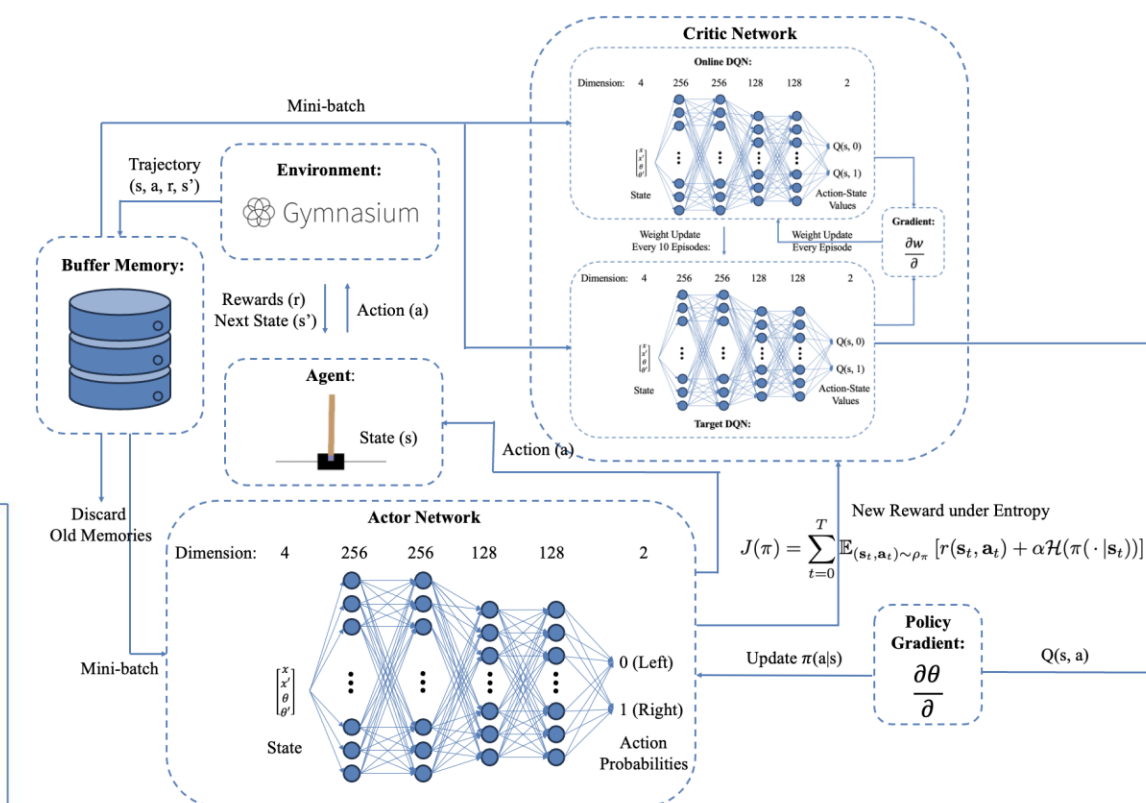 Critic Network
Online DQN:
Dimension: 4 256 256 128 128 2
Q(s, 0)
Q(s, 1)
State
Action-State
Values
Weight Update
Every 10 Episodes:
Weight Update
Every Episode
Gradient:
∂w
∂
Dimension: 4 256 256 128 128 2
Q(s, 0)
Q(s, 1)
State
Action-State
Values
Target DQN:
Mini-batch
Trajectory
(s, a, r, s’)
Environment:
Gymnasium
Buffer Memory:
Rewards (r)
Next State (s’)
Action (a)
Agent:
State (s)
Action (a)
Discard
Old Memories
Mini-batch
Actor Network
Dimension: 4 256 256 128 128 2
x
x'
θ
θ'
State
0 (Left)
1 (Right)
Action
Probabilities
New Reward under Entropy
J(π) = ∑_{t=0}^{T} 𝔼_{(s_t,a_t)∼ρ_π} [r(s_t, a_t) + αH(π( · |s_t))]
Policy
Gradient:
∂θ
∂
Update π(a|s)
Q(s, a)